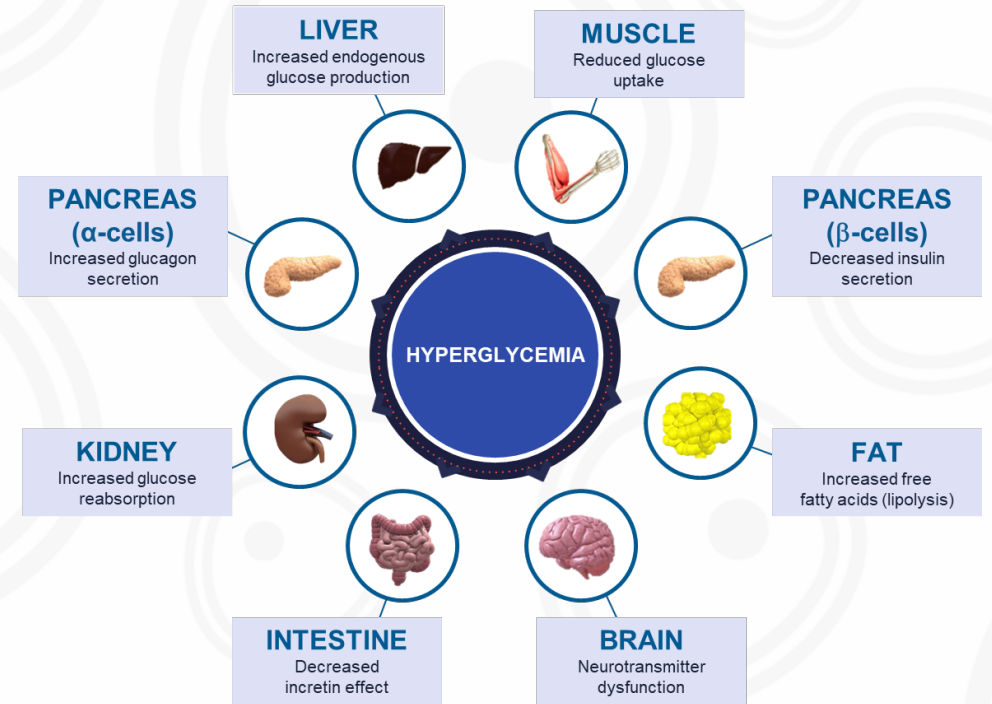 LIVER
Increased endogenous
glucose production
MUSCLE
Reduced glucose
uptake
PANCREAS
(α-cells)
Increased glucagon
secretion
PANCREAS
(β-cells)
Decreased insulin
secretion
HYPERGLYCEMIA
KIDNEY
Increased glucose
reabsorption
FAT
Increased free
fatty acids (lipolysis)
INTESTINE
Decreased
incretin effect
BRAIN
Neurotransmitter
dysfunction